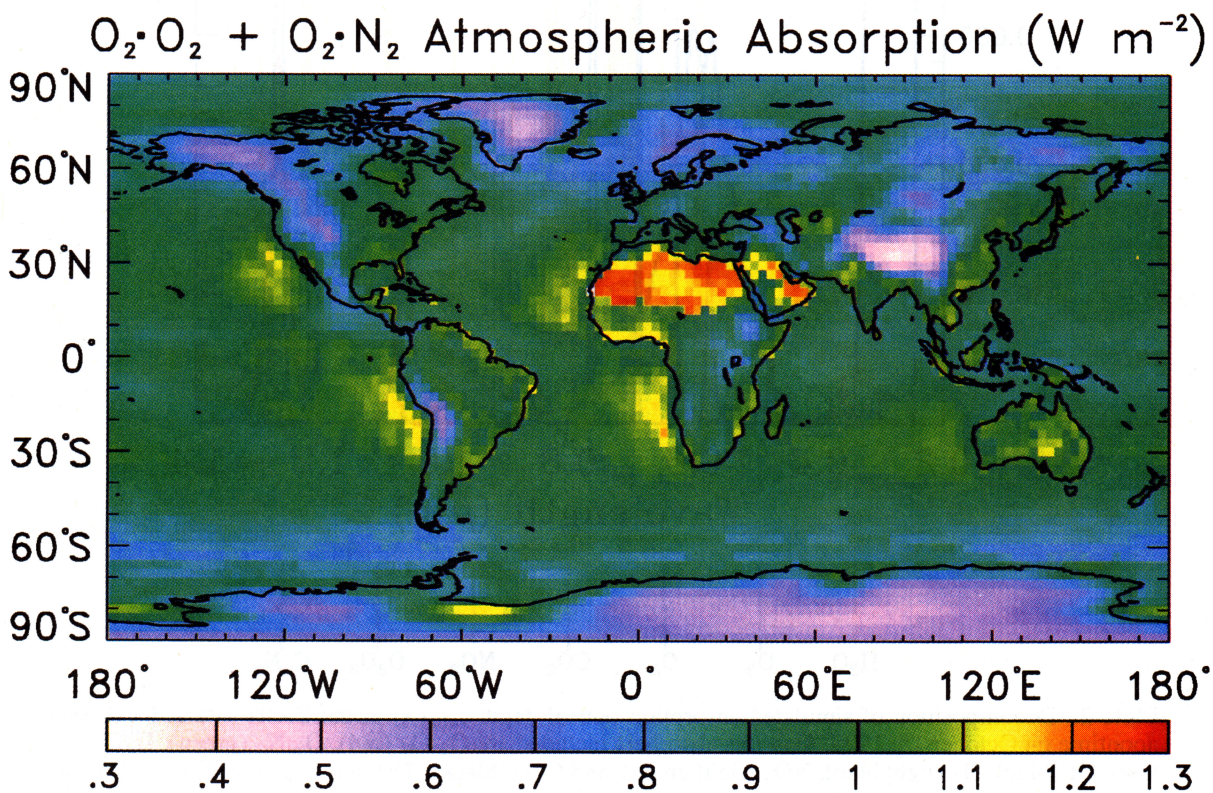 O₂·O₂ + O₂·N₂ Atmospheric Absorption (W m⁻²)
90°N
60°N
30°N
0°
30°S
60°S
90°S
180° 120°W 60°W 0° 60°E 120°E 180°
.3 .4 .5 .6 .7 .8 .9 1 1.1 1.2 1.3